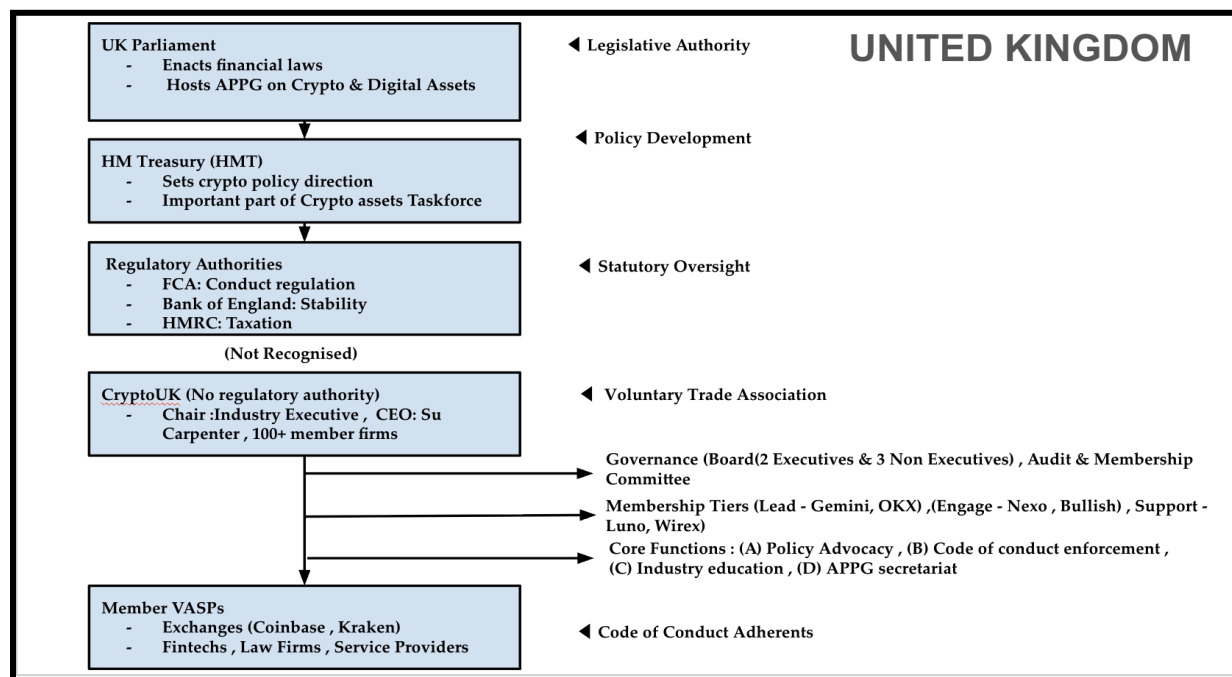 UNITED KINGDOM
UK Parliament
- Enacts financial laws
- Hosts APPG on Crypto & Digital Assets
◀ Legislative Authority
◀ Policy Development
HM Treasury (HMT)
- Sets crypto policy direction
- Important part of Crypto assets Taskforce
Regulatory Authorities
- FCA: Conduct regulation
- Bank of England: Stability
- HMRC: Taxation
◀ Statutory Oversight
(Not Recognised)
CryptoUK (No regulatory authority)
- Chair :Industry Executive , CEO: Su
Carpenter , 100+ member firms
◀ Voluntary Trade Association
Governance (Board(2 Executives & 3 Non Executives) , Audit & Membership
Committee
Membership Tiers (Lead - Gemini, OKX) ,(Engage - Nexo , Bullish) , Support -
Luno, Wirex)
Core Functions : (A) Policy Advocacy , (B) Code of conduct enforcement ,
(C) Industry education , (D) APPG secretariat
Member VASPs
- Exchanges (Coinbase , Kraken)
- Fintechs , Law Firms , Service Providers
◀ Code of Conduct Adherents